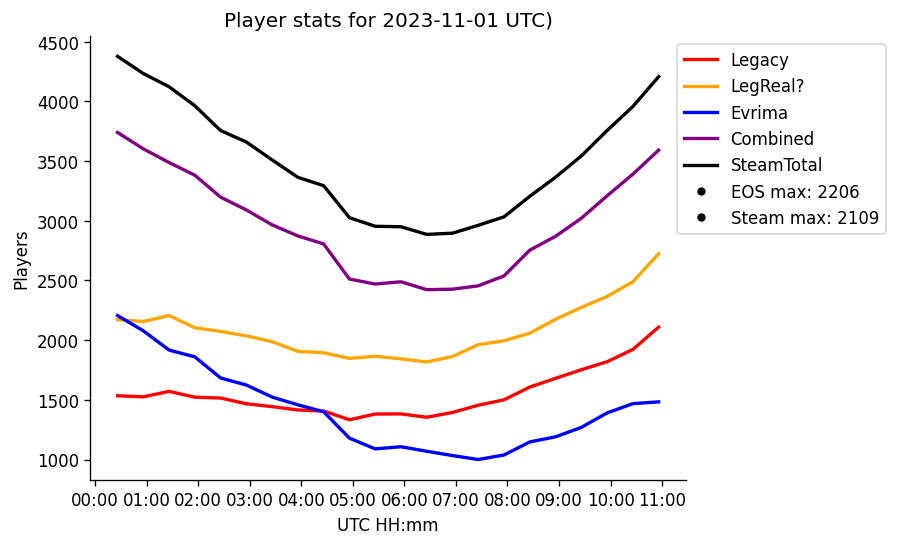 Player stats for 2023-11-01 UTC)
Players
4500
4000
3500
3000
2500
2000
1500
1000
00:00 01:00 02:00 03:00 04:00 05:00 06:00 07:00 08:00 09:00 10:00 11:00
UTC HH:mm
Legacy
LegReal?
Evrima
Combined
SteamTotal
EOS max: 2206
Steam max: 2109